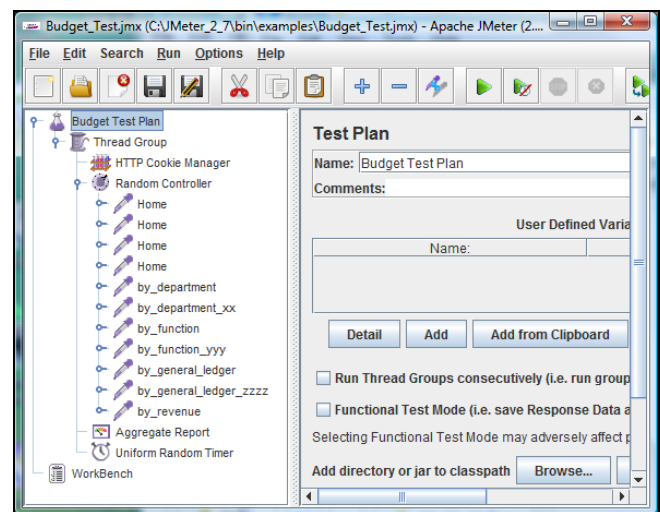 Budget_Test.jmx (C:\JMeter_2_7\bin\examples\Budget_Test.jmx) - Apache JMeter (2....
File Edit Search Run Options Help
Budget Test Plan
Thread Group
HTTP Cookie Manager
Random Controller
Home
Home
Home
Home
by_department
by_department_xx
by_function
by_function_yyy
by_general_ledger
by_general_ledger_zzzz
by_revenue
Aggregate Report
Uniform Random Timer
WorkBench
Test Plan
Name: Budget Test Plan
Comments:
User Defined Varia
Name:
Detail Add Add from Clipboard
Run Thread Groups consecutively (i.e. run group
Functional Test Mode (i.e. save Response Data a
Selecting Functional Test Mode may adversely affect p
Add directory or jar to classpath Browse...